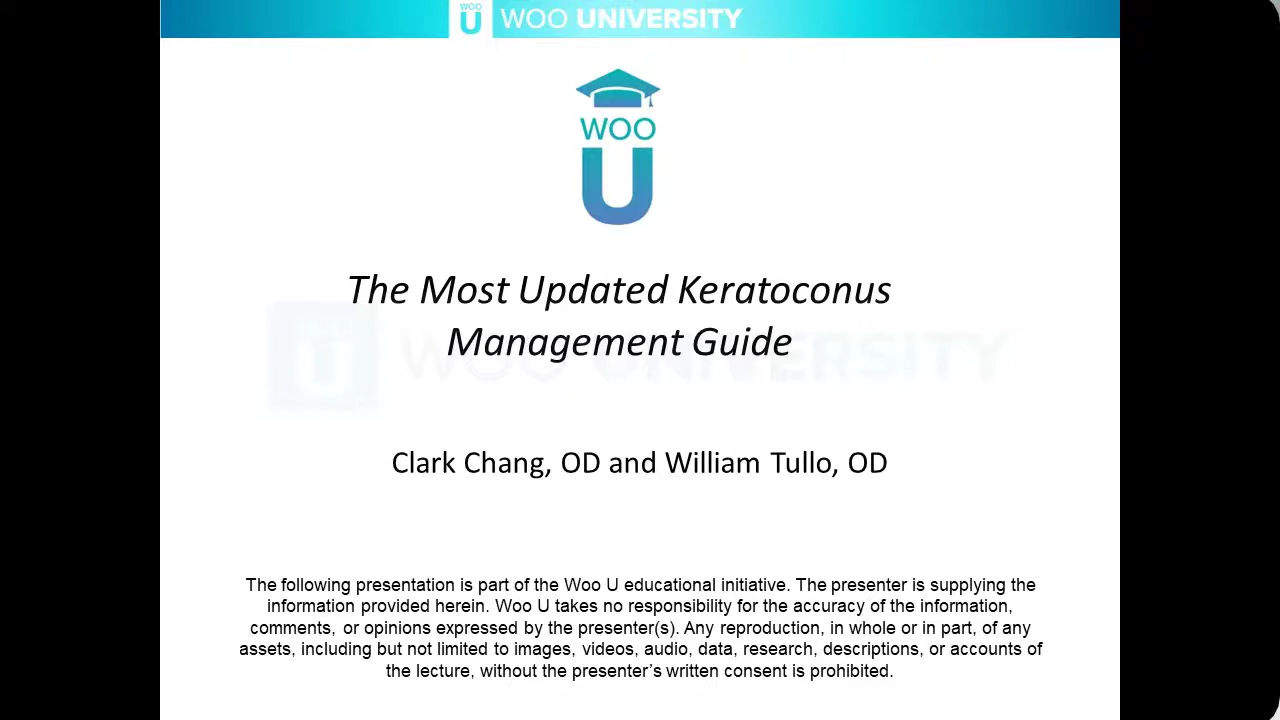 WOO
U WOO UNIVERSITY
WOO
U
The Most Updated Keratoconus
Management Guide
U WOO UNIVERSITY
Clark Chang, OD and William Tullo, OD
The following presentation is part of the Woo U educational initiative. The presenter is supplying the
information provided herein. Woo U takes no responsibility for the accuracy of the information,
comments, or opinions expressed by the presenter(s). Any reproduction, in whole or in part, of any
assets, including but not limited to images, videos, audio, data, research, descriptions, or accounts of
the lecture, without the presenter’s written consent is prohibited.